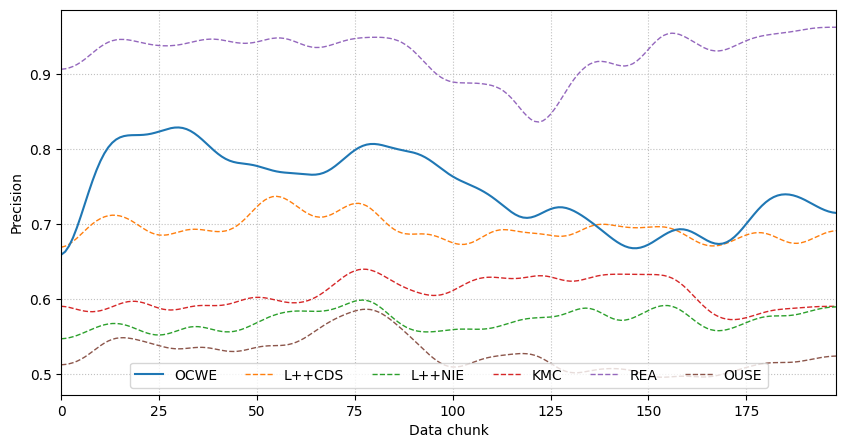 Precision
0.9
0.8
0.7
0.6
0.5
OCWE L++CDS L++NIE KMC REA OUSE
0 25 50 75 100 125 150 175
Data chunk